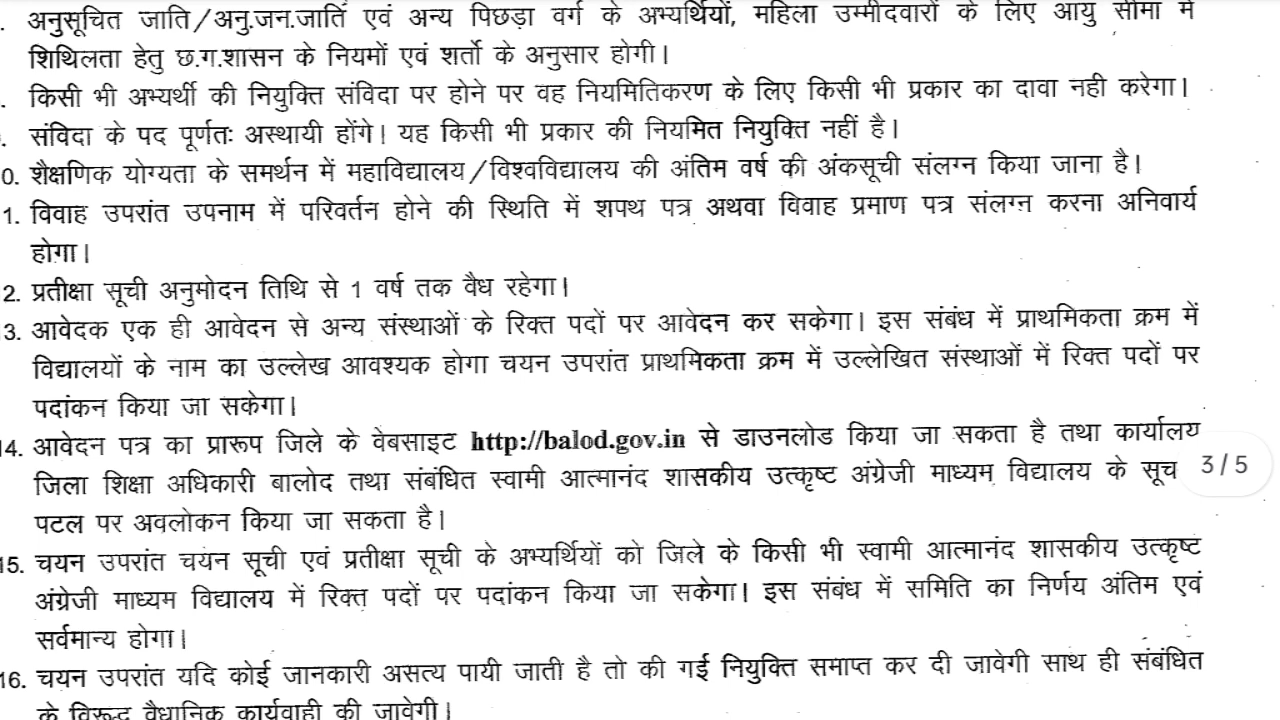 . अनुसूचित जाति/अनु.जन.जाति एवं अन्य पिछड़ा वर्ग के अभ्यर्थियों, महिला उम्मीदवारों के लिए आयु सीमा में
शिथिलता हेतु छ.ग.शासन के नियमों एवं शर्तो के अनुसार होगी।
. किसी भी अभ्यर्थी की नियुक्ति संविदा पर होने पर वह नियमितिकरण के लिए किसी भी प्रकार का दावा नही करेगा।
. संविदा के पद पूर्णतः अस्थायी होंगे। यह किसी भी प्रकार की नियमित नियुक्ति नहीं है।
0. शैक्षणिक योग्यता के समर्थन में महाविद्यालय/विश्वविद्यालय की अंतिम वर्ष की अंकसूची संलग्न किया जाना है।
1. विवाह उपरांत उपनाम में परिवर्तन होने की स्थिति में शपथ पत्र अथवा विवाह प्रमाण पत्र संलग्न करना अनिवार्य
होगा।
2. प्रतीक्षा सूची अनुमोदन तिथि से 1 वर्ष तक वैध रहेगा।
3. आवेदक एक ही आवेदन से अन्य संस्थाओं के रिक्त पदों पर आवेदन कर सकेगा। इस संबंध में प्राथमिकता क्रम में
विद्यालयों के नाम का उल्लेख आवश्यक होगा चयन उपरांत प्राथमिकता क्रम में उल्लेखित संस्थाओं में रिक्त पदों पर
पदांकन किया जा सकेगा।
14. आवेदन पत्र का प्रारूप जिले के वेबसाइट http://balod.gov.in से डाउनलोड किया जा सकता है तथा कार्यालय
जिला शिक्षा अधिकारी बालोद तथा संबंधित स्वामी आत्मानंद शासकीय उत्कृष्ट अंग्रेजी माध्यम विद्यालय के सूच 3/5
पटल पर अवलोकन किया जा सकता है।
15. चयन उपरांत चयन सूची एवं प्रतीक्षा सूची के अभ्यर्थियों को जिले के किसी भी स्वामी आत्मानंद शासकीय उत्कृष्ट
अंग्रेजी माध्यम विद्यालय में रिक्त पदों पर पदांकन किया जा सकेगा। इस संबंध में समिति का निर्णय अंतिम एवं
सर्वमान्य होगा।
16. चयन उपरांत यदि कोई जानकारी असत्य पायी जाती है तो की गई नियुक्ति समाप्त कर दी जावेगी साथ ही संबंधित
के विरूद्ध वैधानिक कार्यवाही की जावेगी।